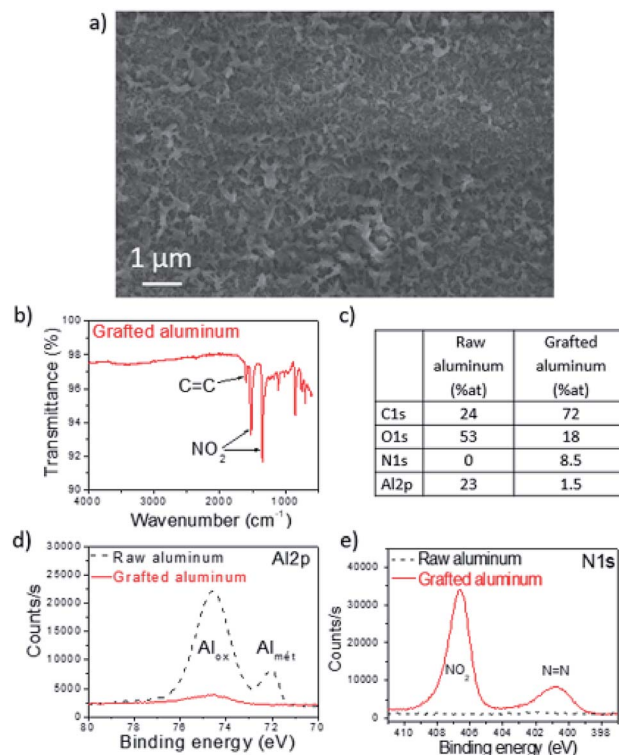 a)
1 µm
b)
Grafted aluminum
Transmittance (%)
100
98
96
94
92
90
C=C
NO2
4000 3000 2000 1000
Wavenumber (cm-1)
c)
Raw aluminum (%at) Grafted aluminum (%at)
C1s 24 72
O1s 53 18
N1s 0 8.5
Al2p 23 1.5
d)
Raw aluminum
Grafted aluminum
Al2p
Counts/s
30000
25000
20000
15000
10000
5000
0
Alox
Almét
80 78 76 74 72 70
Binding energy (eV)
e)
Raw aluminum
Grafted aluminum
N1s
Counts/s
40000
30000
20000
10000
0
NO2
N=N
410 408 406 404 402 400 398
Binding energy (eV)